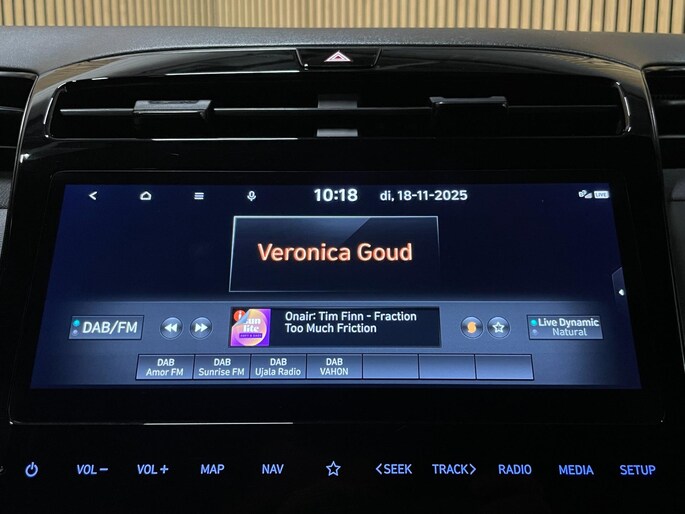 10:18
di, 18-11-2025
LIVE
Veronica Goud
DAB/FM
Onair: Tim Finn - Fraction
Too Much Friction
Live Dynamic
Natural
DAB
Amor FM
DAB
Sunrise FM
DAB
Ujala Radio
DAB
VAHON
VOL–
VOL+
MAP
NAV
<SEEK
TRACK>
RADIO
MEDIA
SETUP